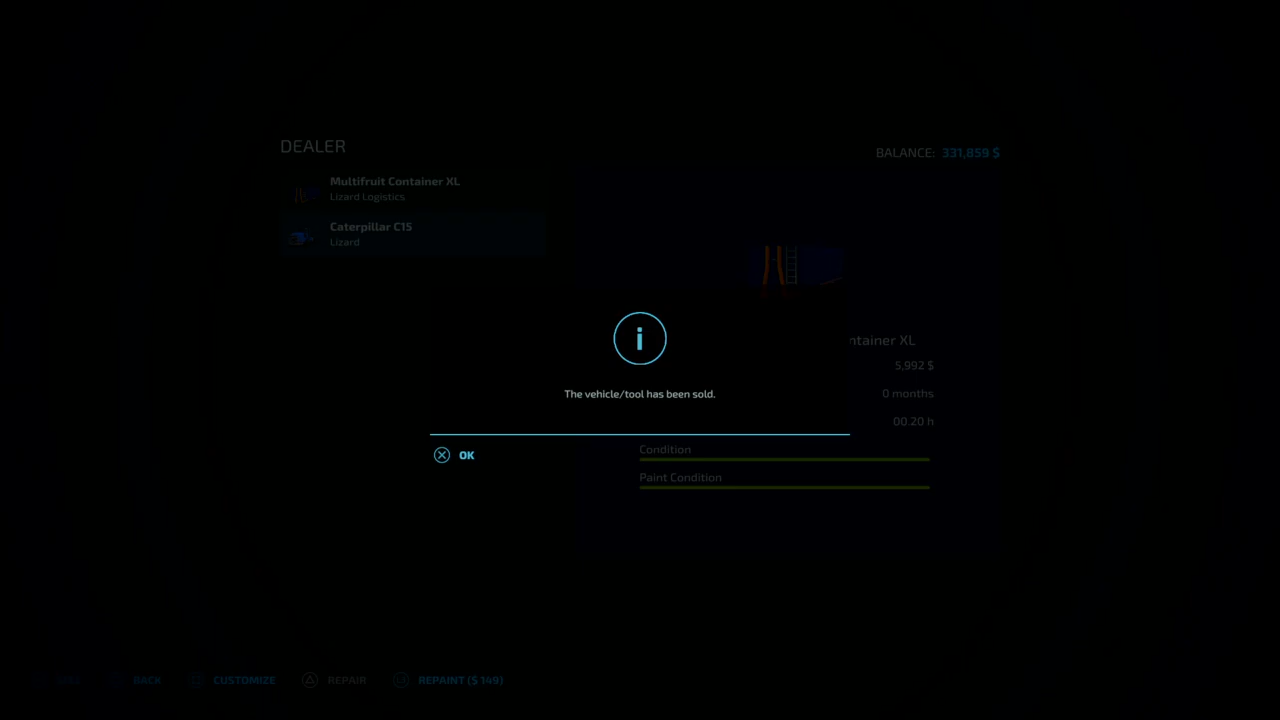 DEALER
BALANCE: 331,859 $
Multifruit Container XL
Lizard Logistics
Caterpillar C15
Lizard
ntainer XL
5,992 $
0 months
00:20 h
The vehicle/tool has been sold.
OK
Condition
Paint Condition
BACK
CUSTOMIZE
REPAIR
REPAINT ($ 149)